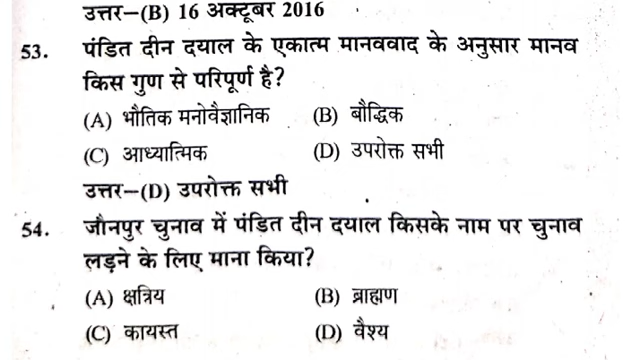 उत्तर–(B) 16 अक्टूबर 2016
53. पंडित दीन दयाल के एकात्म मानववाद के अनुसार मानव
किस गुण से परिपूर्ण है?
(A) भौतिक मनोवैज्ञानिक (B) बौद्धिक
(C) आध्यात्मिक (D) उपरोक्त सभी
उत्तर–(D) उपरोक्त सभी
54. जौनपुर चुनाव में पंडित दीन दयाल किसके नाम पर चुनाव
लड़ने के लिए माना किया?
(A) क्षत्रिय (B) ब्राह्मण
(C) कायस्त (D) वैश्य